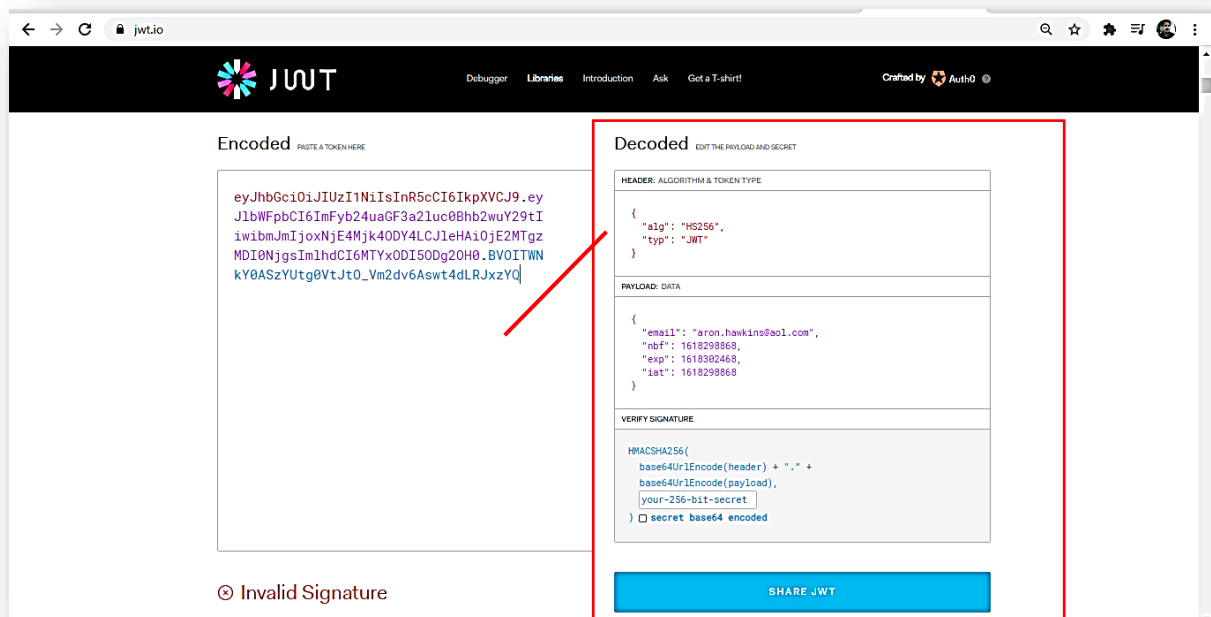 jwt.io
JWT
Debugger Libraries Introduction Ask Get a T-shirt!
Crafted by Auth0
Encoded PASTE A TOKEN HERE
eyJhbGciOiJIUzI1NiIsInR5cCI6IkpXVCJ9.ey
JlbWFpbCI6ImFyb24uaGF3a2luc0Bhb2wuY29tI
iwibmJmIjoxNjE4Mjk4ODY4LCJleHAiOjE2MTgz
MDI0NjgsImlhdCI6MTYxODI5ODg2OH0.BVOITWN
kY0ASzYUtg0VtJtO_Vm2dv6Aswt4dLRJxzYQ
Invalid Signature
Decoded EDIT THE PAYLOAD AND SECRET
HEADER: ALGORITHM & TOKEN TYPE
{
"alg": "HS256",
"typ": "JWT"
}
PAYLOAD: DATA
{
"email": "aron.hawkins@aol.com",
"nbf": 1618298868,
"exp": 1618302468,
"iat": 1618298868
}
VERIFY SIGNATURE
HMACSHA256(
base64UrlEncode(header) + "." +
base64UrlEncode(payload),
your-256-bit-secret
) secret base64 encoded
SHARE JWT